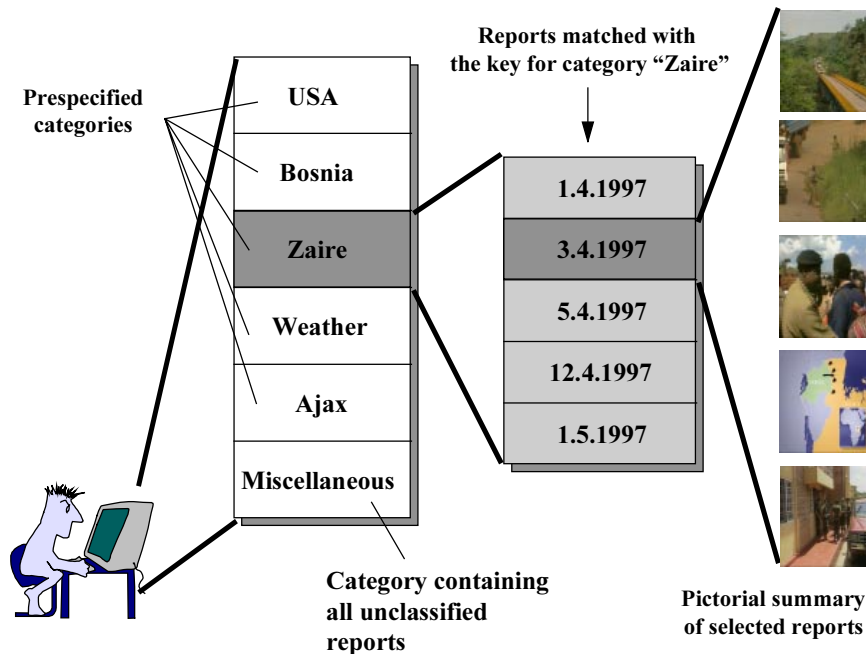 Reports matched with
the key for category “Zaire”
Prespecified
categories
USA
Bosnia
Zaire
Weather
Ajax
Miscellaneous
1.4.1997
3.4.1997
5.4.1997
12.4.1997
1.5.1997
Category containing
all unclassified
reports
Pictorial summary
of selected reports